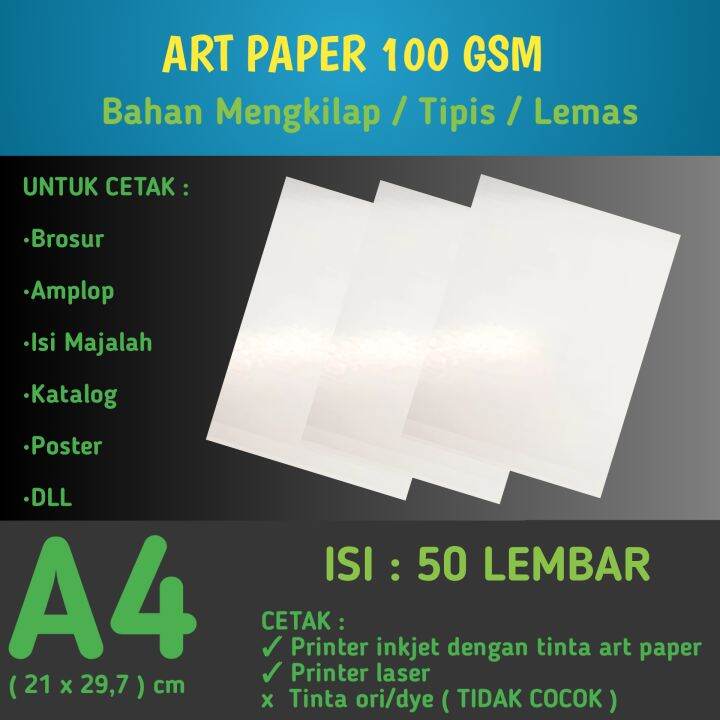 ART PAPER 100 GSM
Bahan Mengkilap / Tipis / Lemas
UNTUK CETAK :
•Brosur
•Amplop
•Isi Majalah
•Katalog
•Poster
•DLL
A4
( 21 x 29,7 ) cm
ISI : 50 LEMBAR
CETAK :
✓ Printer inkjet dengan tinta art paper
✓ Printer laser
x Tinta ori/dye ( TIDAK COCOK )